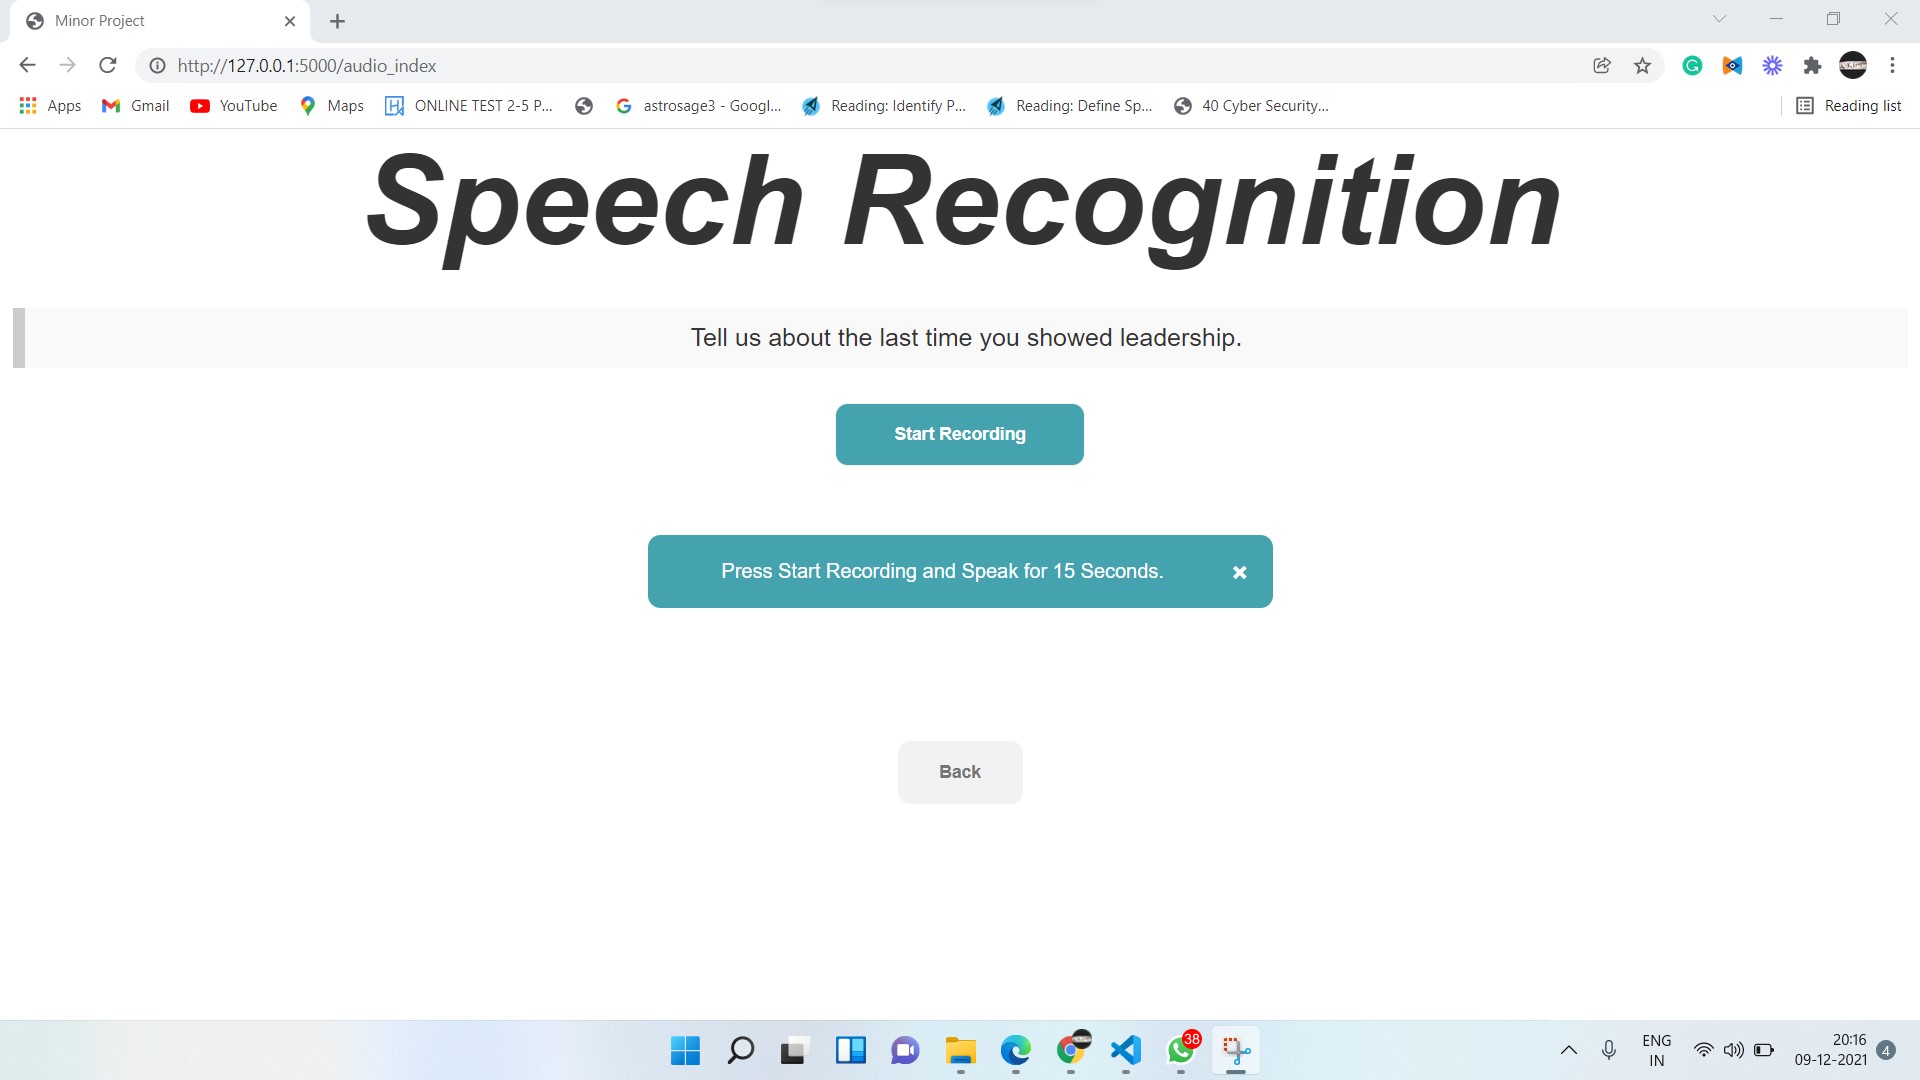 Minor Project
http://127.0.0.1:5000/audio_index
Apps Gmail YouTube Maps ONLINE TEST 2-5 P... astrosage3 - Googl... Reading: Identify P... Reading: Define Sp... 40 Cyber Security... Reading list
Speech Recognition
Tell us about the last time you showed leadership.
Start Recording
Press Start Recording and Speak for 15 Seconds. ×
Back
38
ENG
IN
20:16
09-12-2021
4